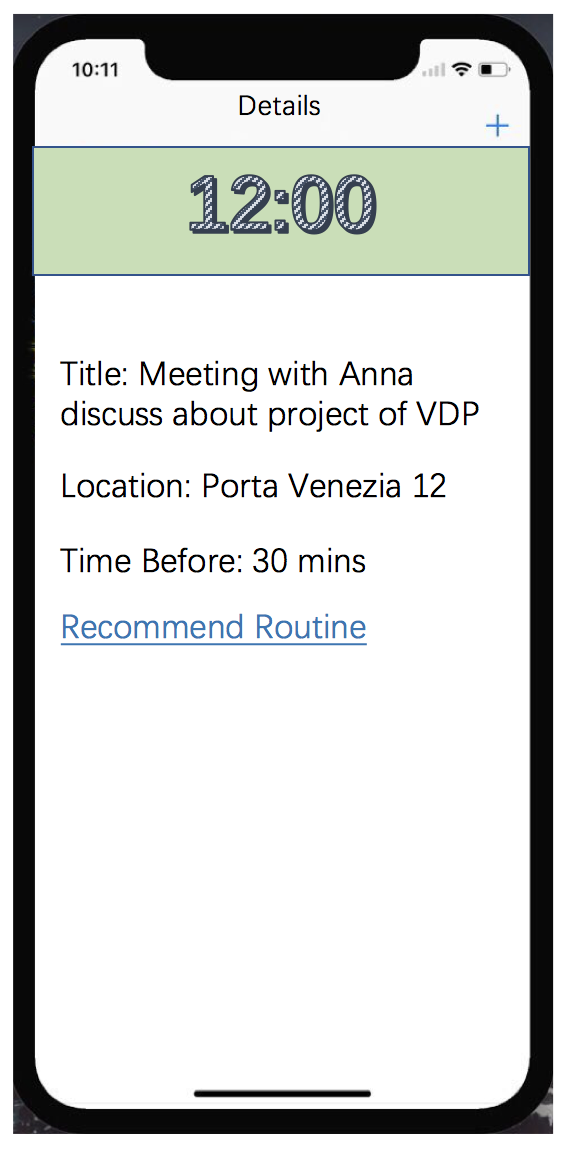 10:11
Details
+
12:00
Title: Meeting with Anna
discuss about project of VDP
Location: Porta Venezia 12
Time Before: 30 mins
Recommend Routine